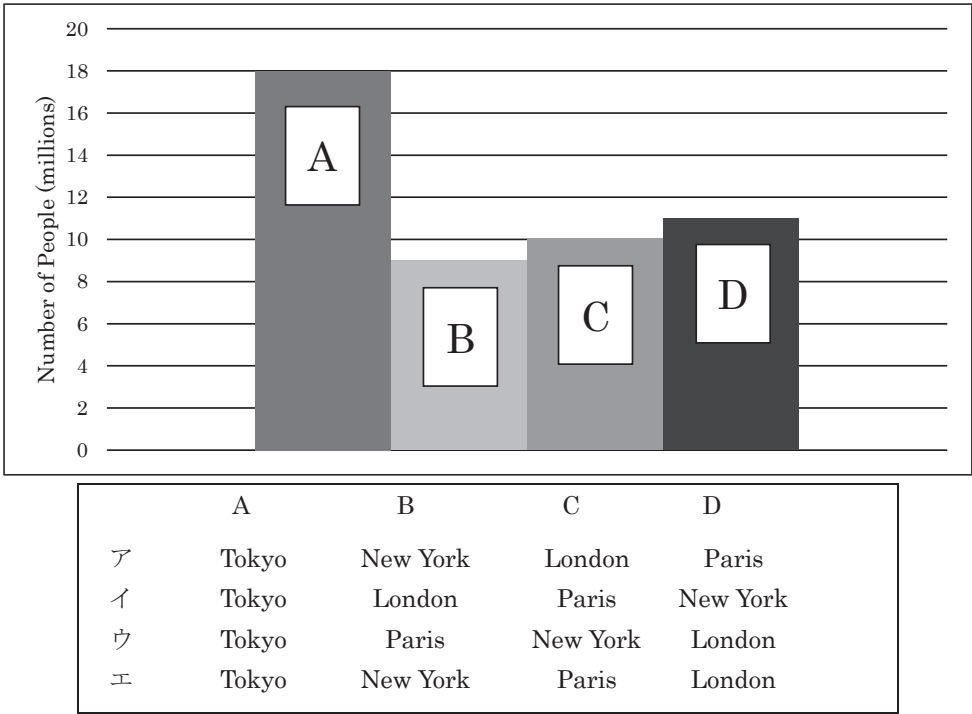 20
18
16
14
12
10
8
6
4
2
0
Number of People (millions)
A
B
C
D
A B C D
ア Tokyo New York London Paris
イ Tokyo London Paris New York
ウ Tokyo Paris New York London
エ Tokyo New York Paris London